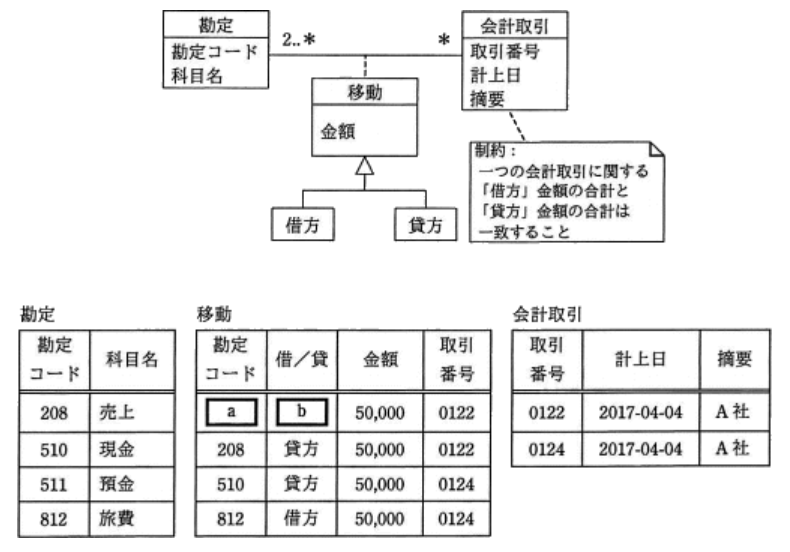 勘定
勘定コード
科目名
2..*
*
会計取引
取引番号
計上日
摘要
移動
金額
制約：
一つの会計取引に関する
「借方」金額の合計と
「貸方」金額の合計は
一致すること
借方
貸方
勘定
勘定コード 科目名
208 売上
510 現金
511 預金
812 旅費
移動
勘定コード 借／貸 金額 取引番号
a b 50,000 0122
208 貸方 50,000 0122
510 貸方 50,000 0124
812 借方 50,000 0124
会計取引
取引番号 計上日 摘要
0122 2017-04-04 A社
0124 2017-04-04 A社